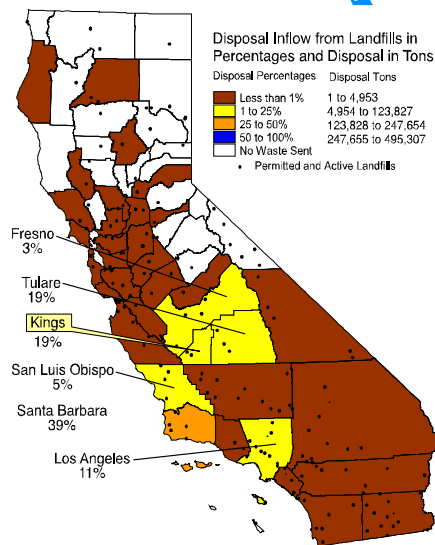 Disposal Inflow from Landfills in
Percentages and Disposal in Tons
Disposal Percentages Disposal Tons
Less than 1% 1 to 4,953
1 to 25% 4,954 to 123,827
25 to 50% 123,828 to 247,654
50 to 100% 247,655 to 495,307
No Waste Sent
Permitted and Active Landfills
Fresno
3%
Tulare
19%
Kings
19%
San Luis Obispo
5%
Santa Barbara
39%
Los Angeles
11%